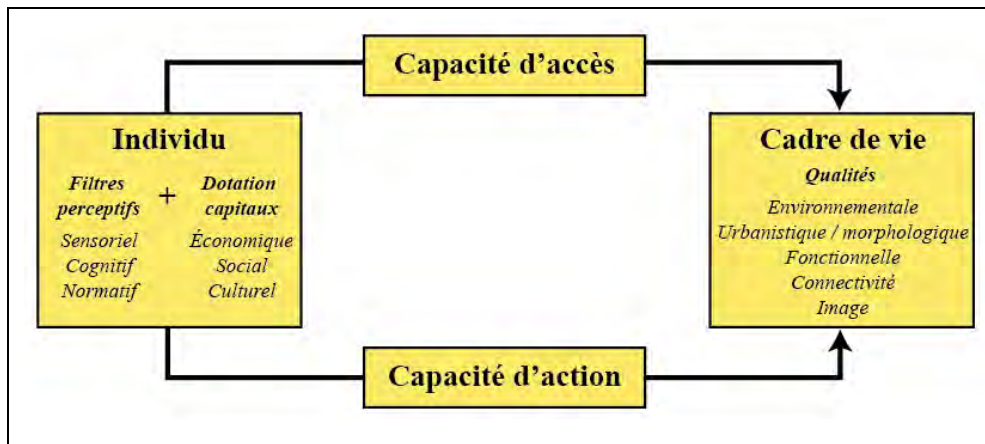 Capacité d'accès
Individu
Filtres perceptifs
+
Dotation capitaux
Sensoriel
Cognitif
Normatif
Économique
Social
Culturel
Cadre de vie
Qualités
Environnementale
Urbanistique / morphologique
Fonctionnelle
Connectivité
Image
Capacité d'action